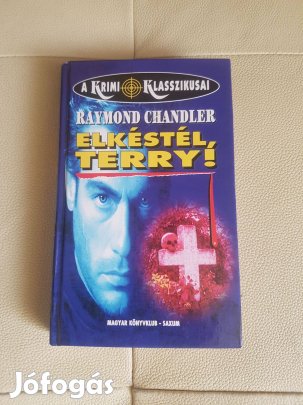 A KRIMI KLASSZIKUSAI
RAYMOND CHANDLER
ELKÉSTÉL,
TERRY!
MAGYAR KÖNYVKLUB - SAXUM
Jófogás